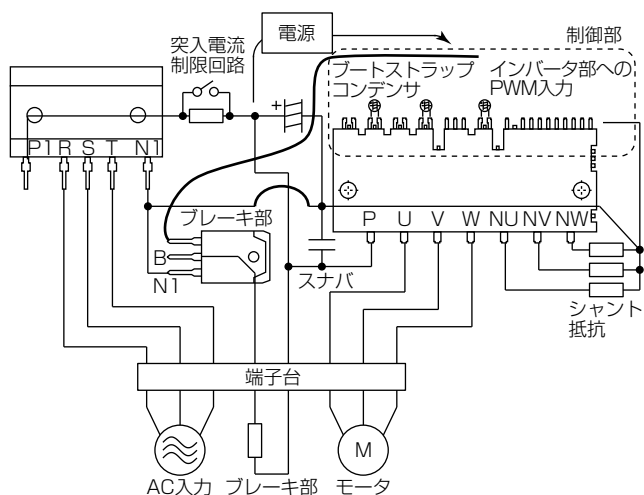 電源
制御部
突入電流
制限回路
ブートストラップ
コンデンサ
インバータ部への
PWM入力
+
P1 R S T N1
P U V W NU NV NW
ブレーキ部
B
N1
スナバ
シャント
抵抗
端子台
M
AC入力 ブレーキ部 モータ